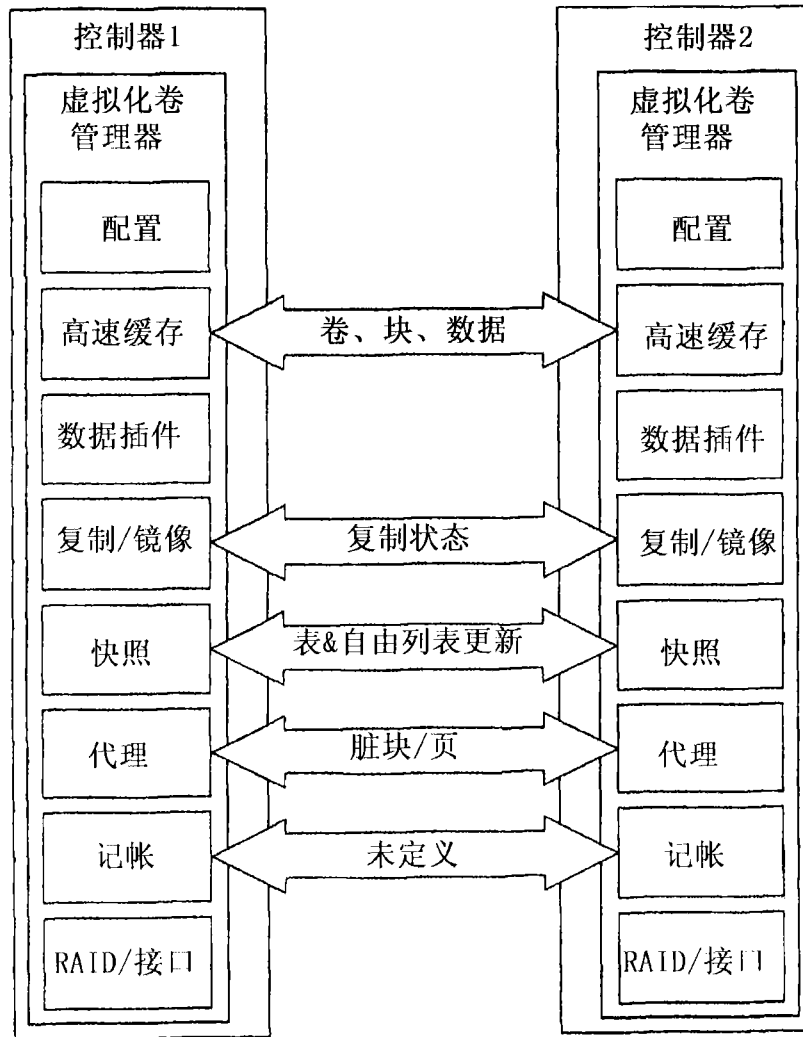 控制器1
虚拟化卷
管理器
配置
高速缓存
数据插件
复制/镜像
快照
代理
记帐
RAID/接口
卷、块、数据
复制状态
表&自由列表更新
脏块/页
未定义
控制器2
虚拟化卷
管理器
配置
高速缓存
数据插件
复制/镜像
快照
代理
记帐
RAID/接口